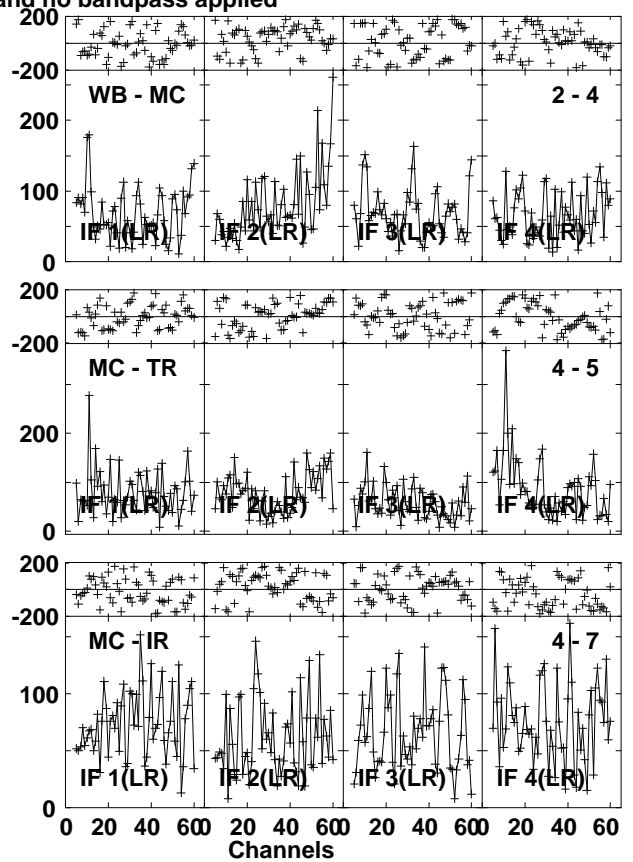 and no bandpass applied
200
-200
WB - MC 2 - 4
200
100
0
IF 1(LR) IF 2(LR) IF 3(LR) IF 4(LR)
200
-200
MC - TR 4 - 5
200
0
IF 1(LR) IF 2(LR) IF 3(LR) IF 4(LR)
200
-200
MC - IR 4 - 7
100
0
IF 1(LR) IF 2(LR) IF 3(LR) IF 4(LR)
0 20 40 60 0 20 40 60 0 20 40 60 0 20 40 60
Channels